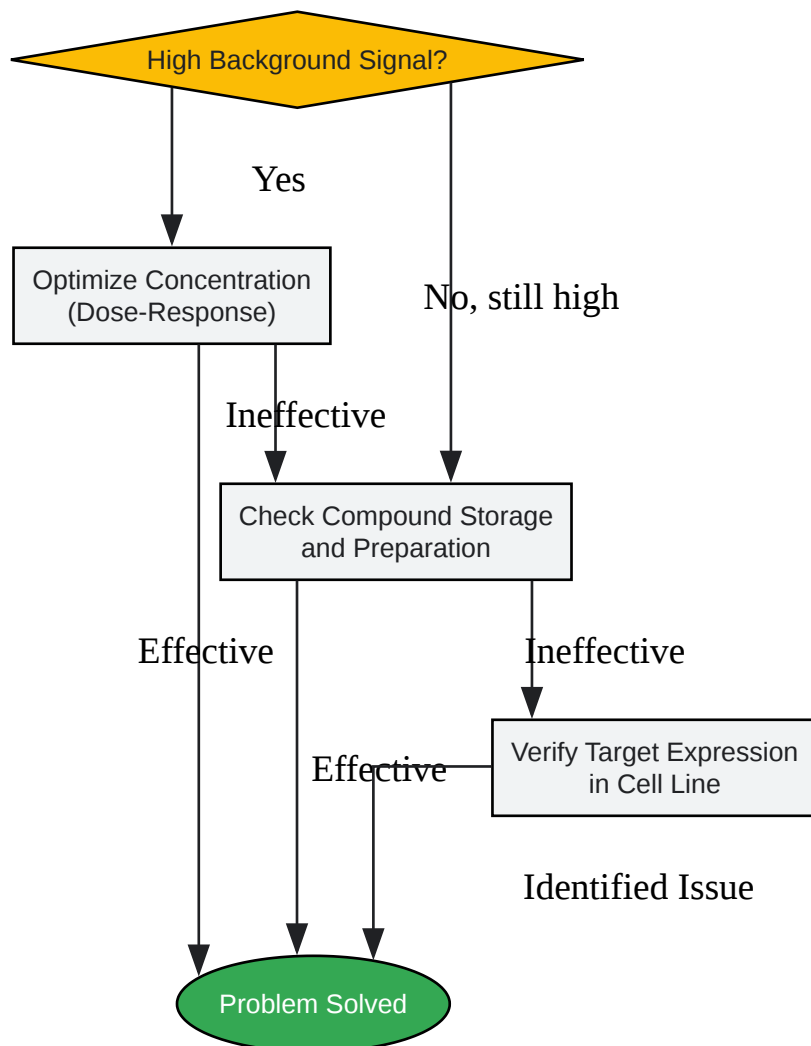 High Background Signal?
Yes
Optimize Concentration
(Dose-Response)
No, still high
Ineffective
Check Compound Storage
and Preparation
Effective
Ineffective
Verify Target Expression
in Cell Line
Effective
Identified Issue
Problem Solved